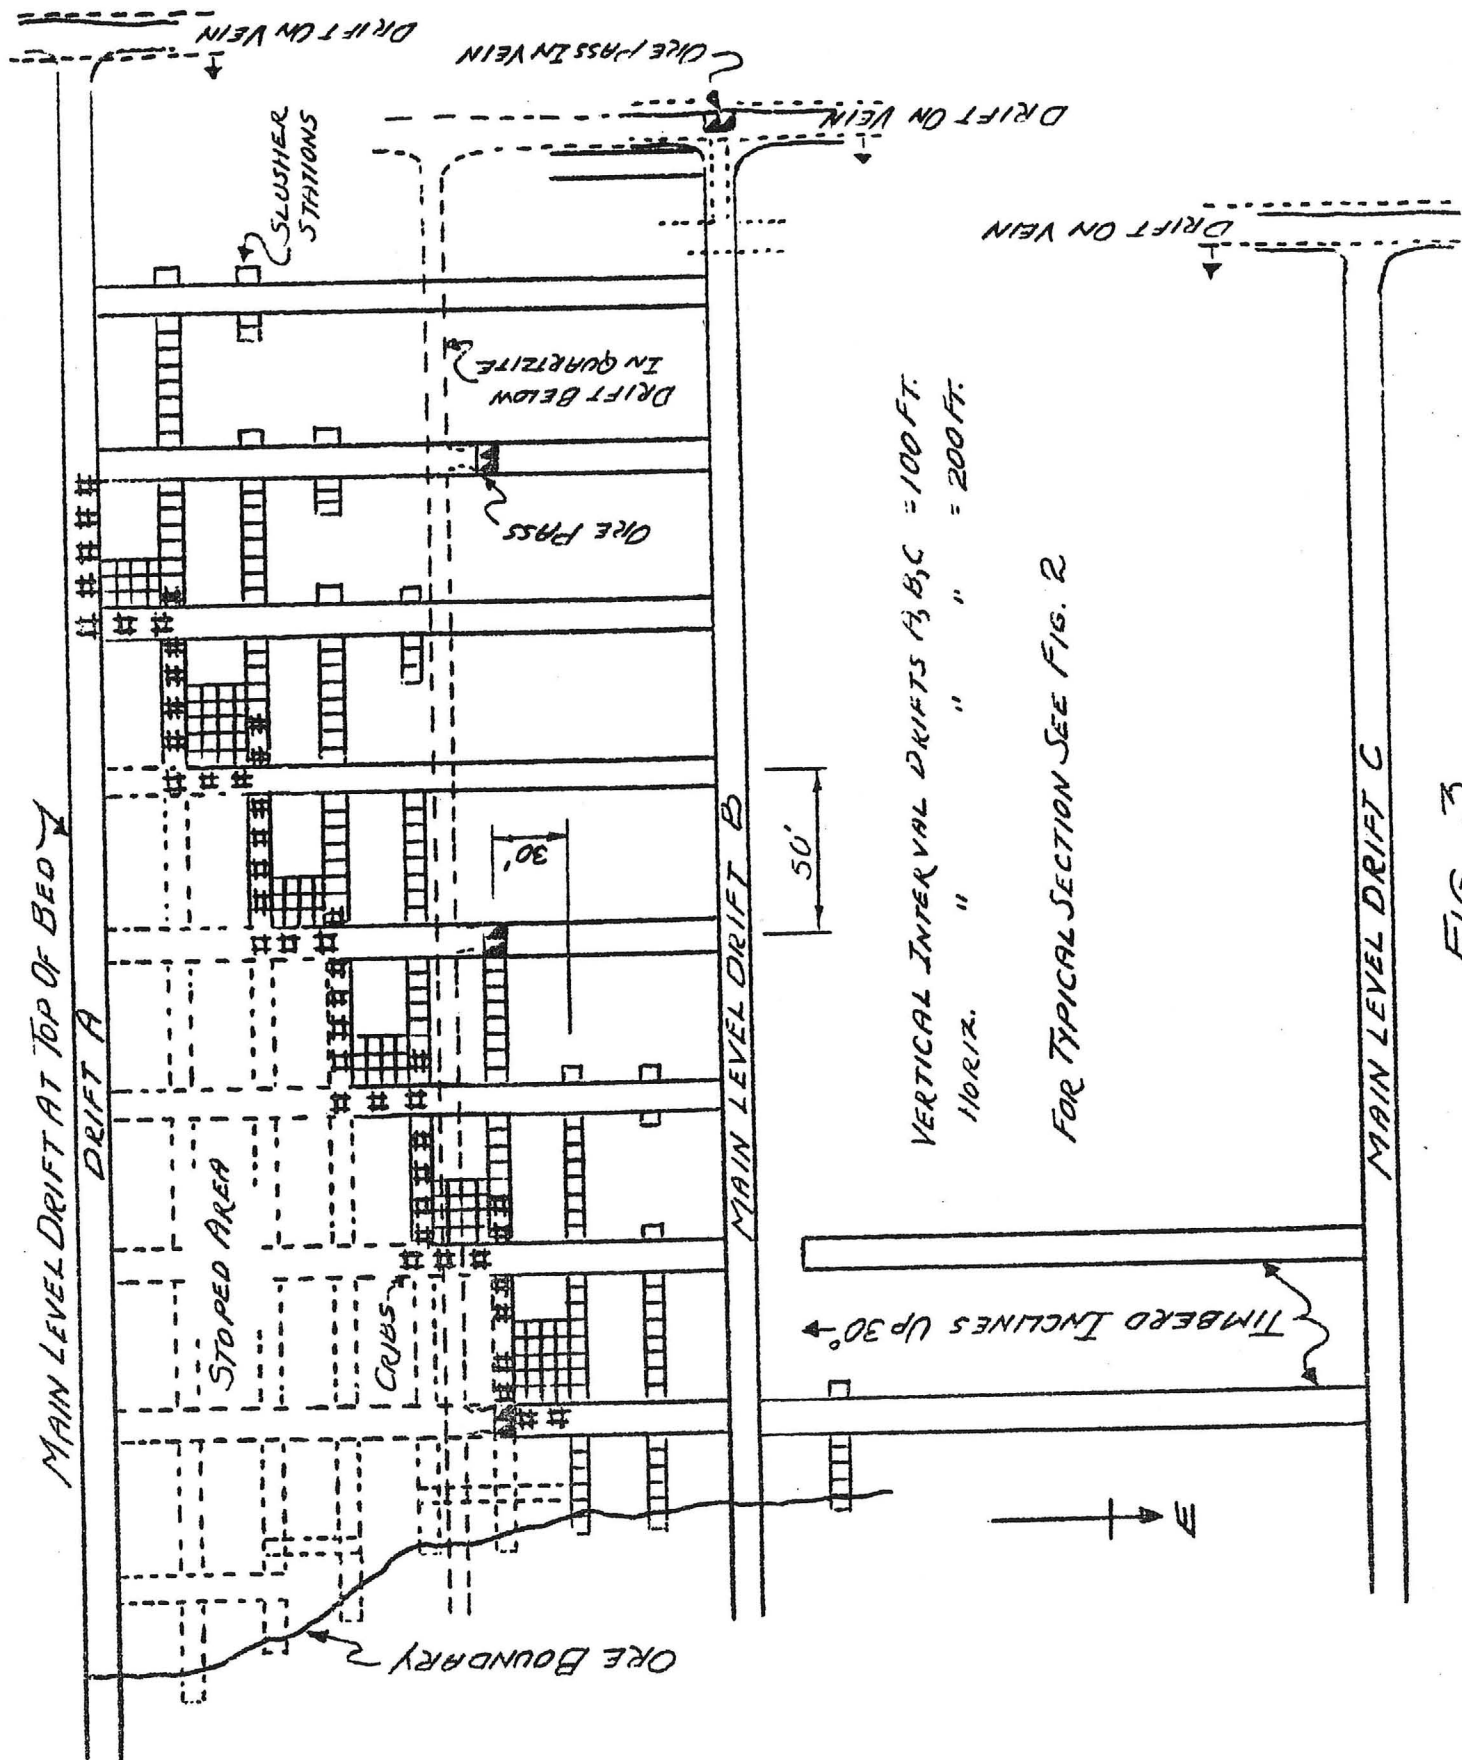 MAIN LEVEL DRIFT AT TOP OF BED
DRIFT A
DRIFT ON VEIN
ORE PASS IN VEIN
DRIFT ON VEIN
DRIFT ON VEIN
SLUSHER
STATIONS
DRIFT BELOW
IN QUARTZITE
ORE PASS
30'
50'
STOPED AREA
CRIBS
MAIN LEVEL DRIFT B
ORE BOUNDARY
VERTICAL INTERVAL DRIFTS A,B,C = 100 FT.
HORIZ. " " " = 200 FT.
FOR TYPICAL SECTION SEE FIG. 2
TIMBERD INCLINES UP 30°
E
MAIN LEVEL DRIFT C
FIG. 3